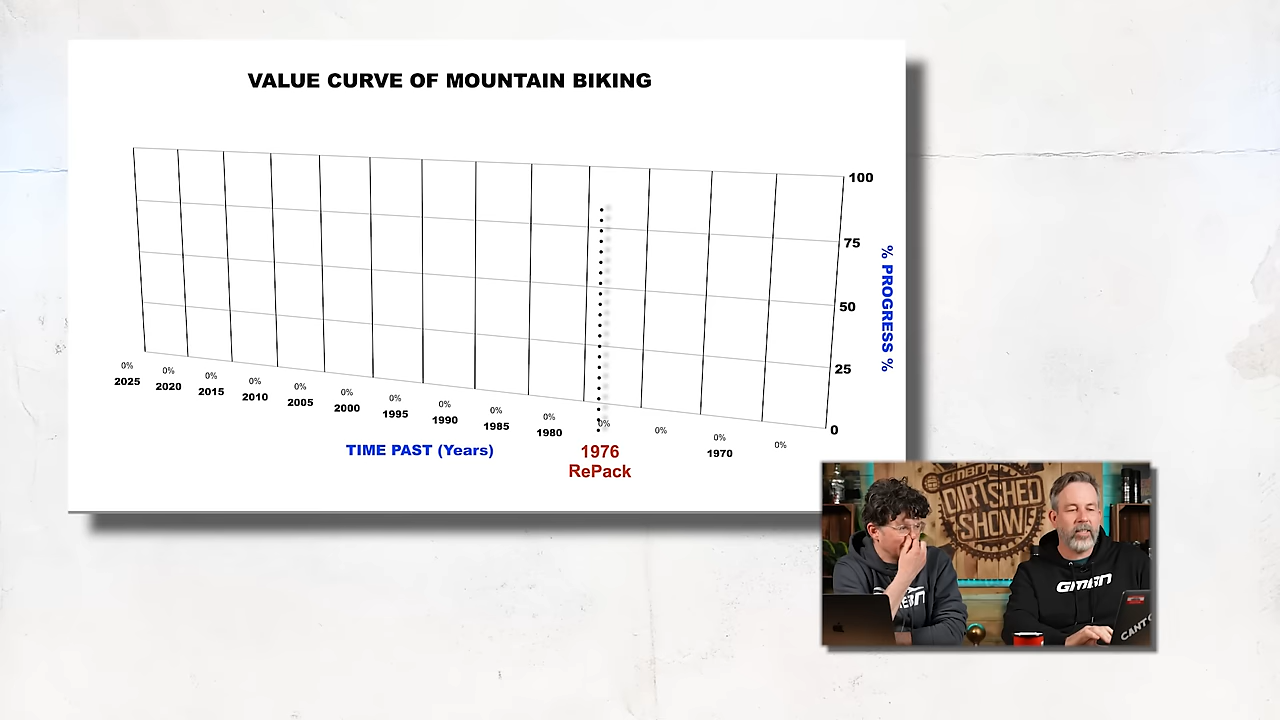 VALUE CURVE OF MOUNTAIN BIKING
100
75
50
25
0
% PROGRESS %
0% 0% 0% 0% 0% 0% 0% 0% 0% 0% 0% 0% 0% 0%
2025 2020 2015 2010 2005 2000 1995 1990 1985 1980 1970
TIME PAST (Years)
1976
RePack
GMBN
DIRTSHED
SHOW
GMBN